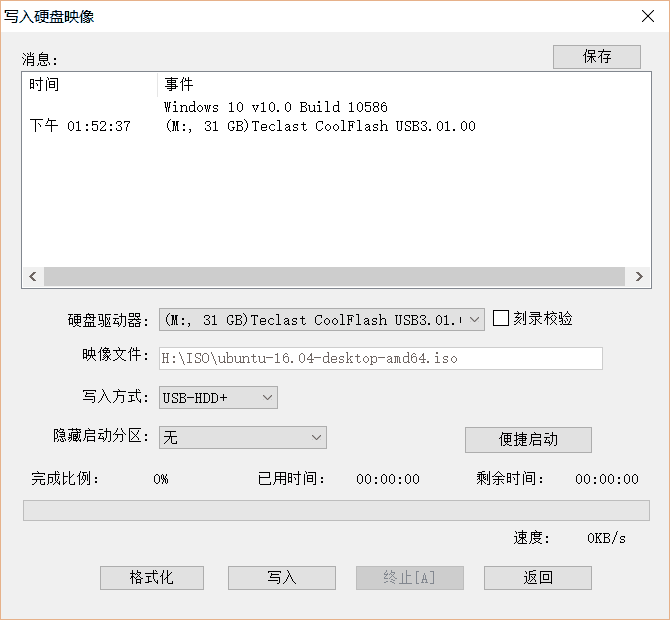 写入硬盘映像
消息:
保存
时间 事件
Windows 10 v10.0 Build 10586
下午 01:52:37 (M:, 31 GB)Teclast CoolFlash USB3.01.00
硬盘驱动器: (M:, 31 GB)Teclast CoolFlash USB3.01. 刻录校验
映像文件: H:\ISO\ubuntu-16.04-desktop-amd64.iso
写入方式: USB-HDD+
隐藏启动分区: 无 便捷启动
完成比例: 0% 已用时间: 00:00:00 剩余时间: 00:00:00
速度: 0KB/s
格式化 写入 终止[A] 返回